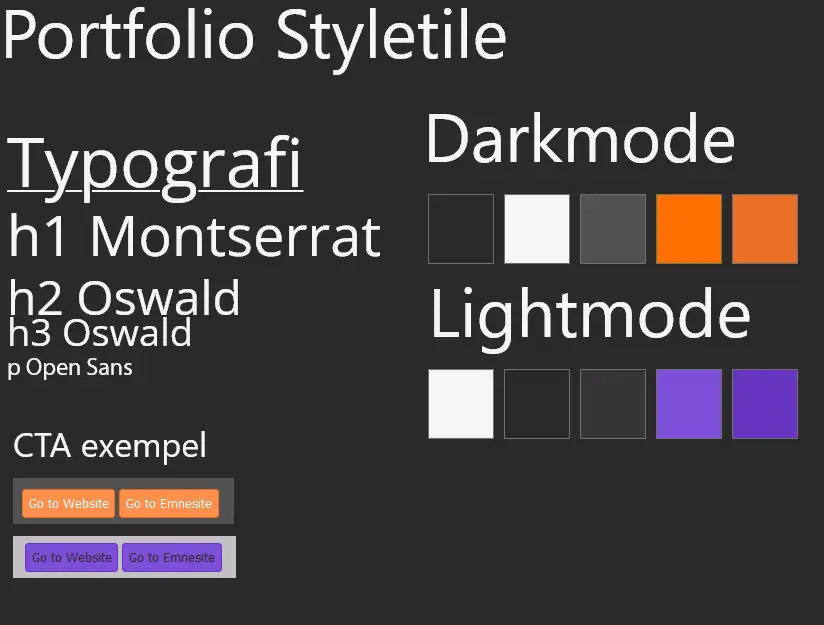 Portfolio Styletile
Typografi
h1 Montserrat
h2 Oswald
h3 Oswald
p Open Sans
CTA exempel
Go to Website Go to Emnesite
Go to Website Go to Emnesite
Darkmode
Lightmode